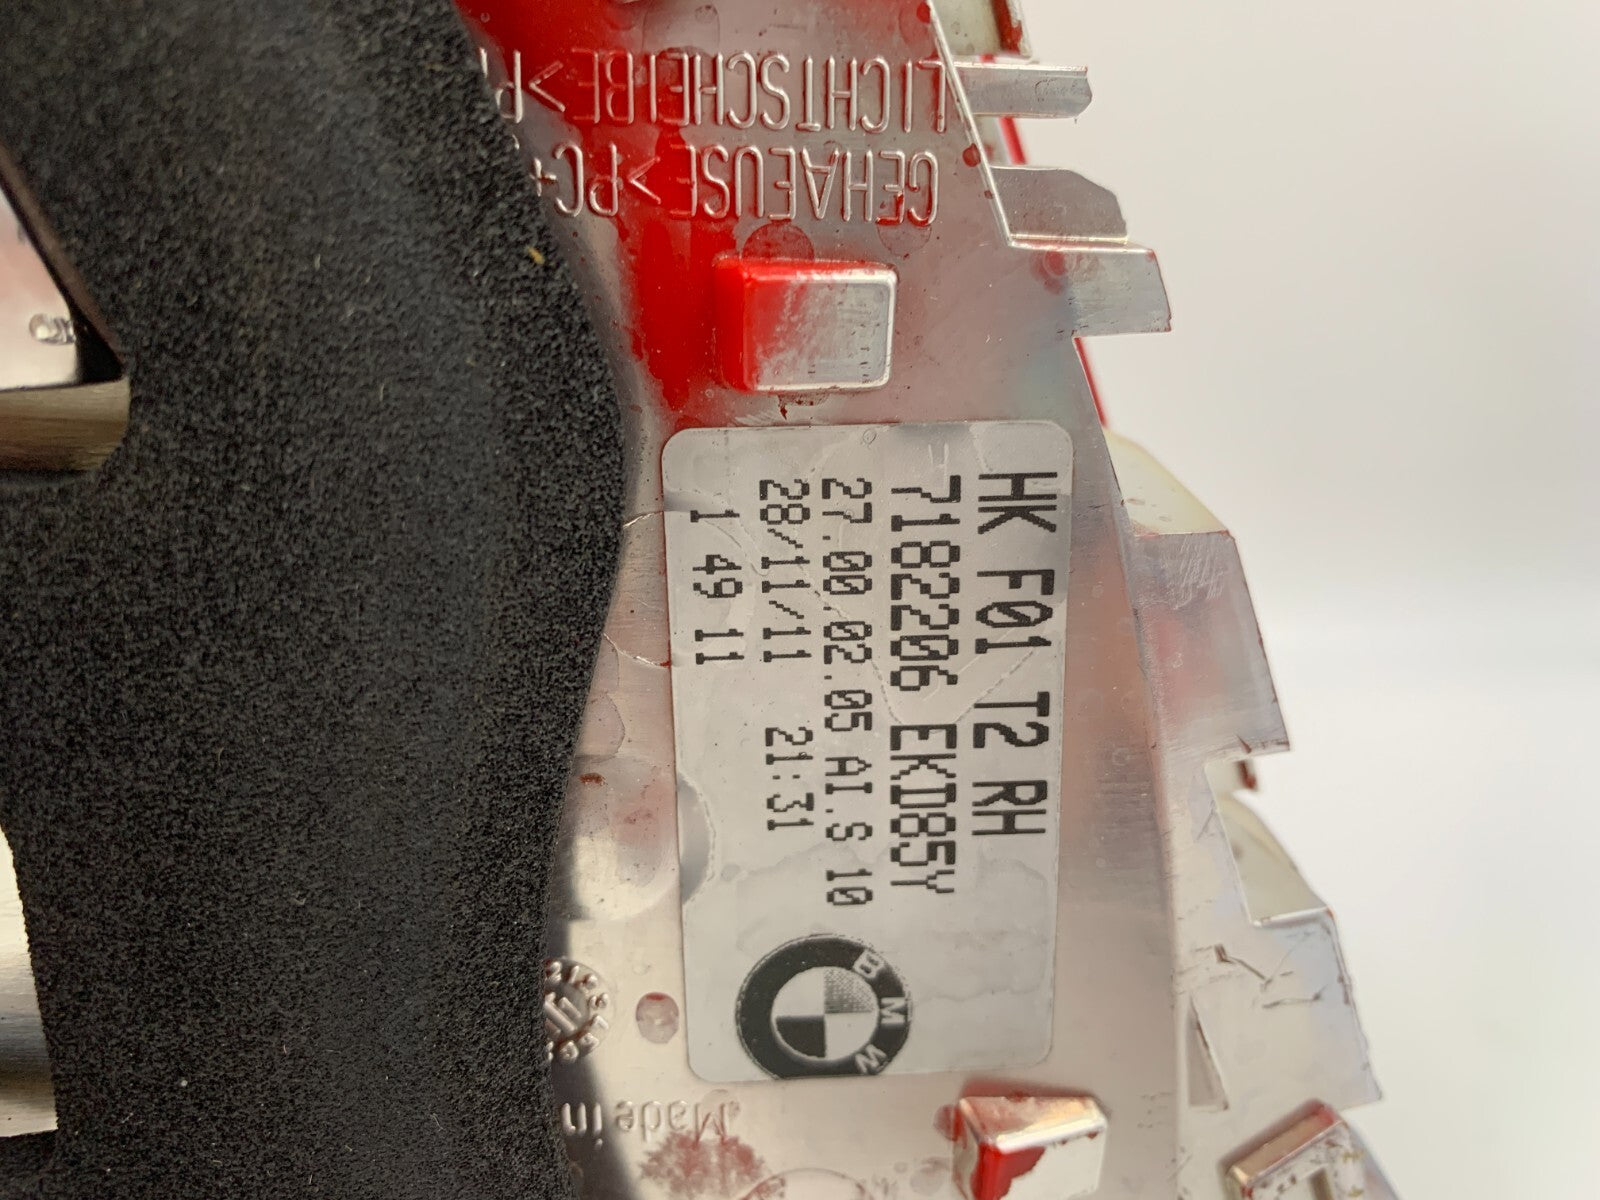 HK F01 T2 RH
7182206 EKD85Y
27.00 02.05 AI.S 10
28/11/11 21:31
1 49 11
BMW
GEHAEUSE>PC+
LICHTSCHEIBE>P
Made in